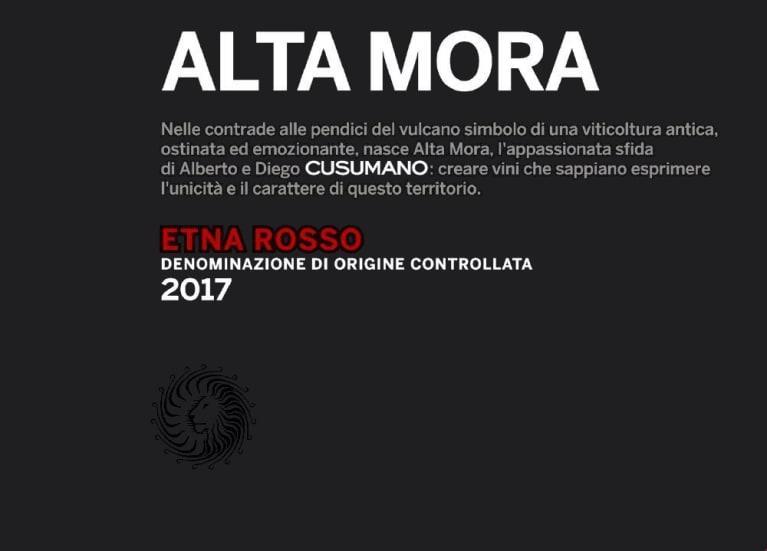 ALTA MORA
Nelle contrade alle pendici del vulcano simbolo di una viticoltura antica,
ostinata ed emozionante, nasce Alta Mora, l'appassionata sfida
di Alberto e Diego CUSUMANO: creare vini che sappiano esprimere
l'unicità e il carattere di questo territorio.
ETNA ROSSO
DENOMINAZIONE DI ORIGINE CONTROLLATA
2017